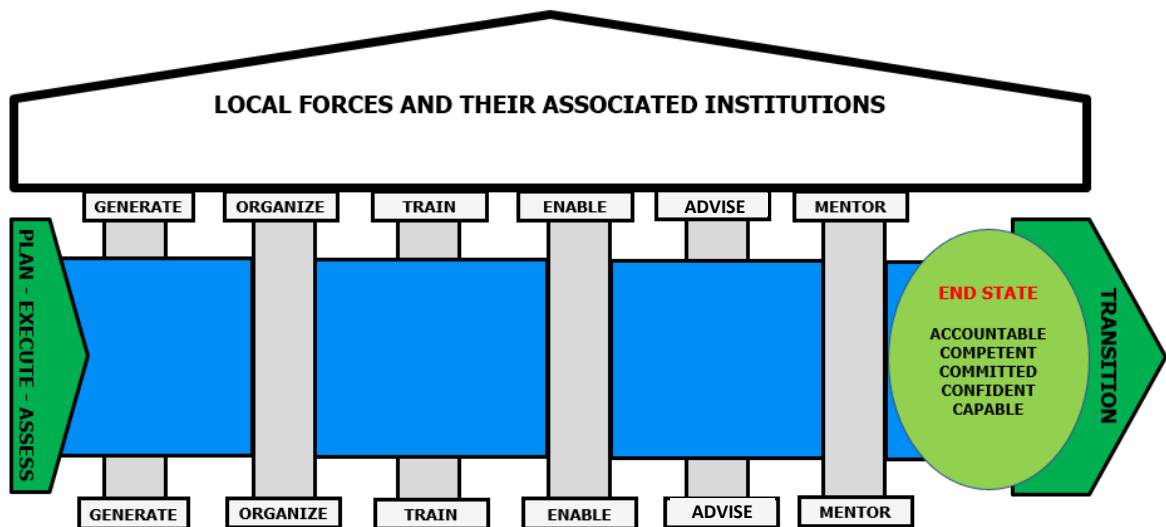 LOCAL FORCES AND THEIR ASSOCIATED INSTITUTIONS
GENERATE
ORGANIZE
TRAIN
ENABLE
ADVISE
MENTOR
PLAN - EXECUTE - ASSESS
END STATE
ACCOUNTABLE
COMPETENT
COMMITTED
CONFIDENT
CAPABLE
TRANSITION
GENERATE
ORGANIZE
TRAIN
ENABLE
ADVISE
MENTOR